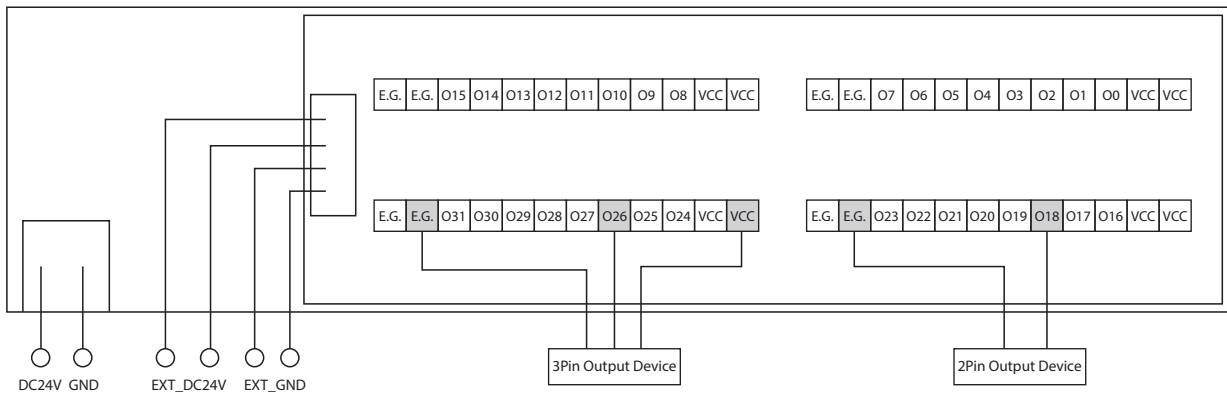 E.G. E.G. O15 O14 O13 O12 O11 O10 O9 O8 VCC VCC
E.G. E.G. O7 O6 O5 O4 O3 O2 O1 O0 VCC VCC
E.G. E.G. O31 O30 O29 O28 O27 O26 O25 O24 VCC VCC
E.G. E.G. O23 O22 O21 O20 O19 O18 O17 O16 VCC VCC
3Pin Output Device
2Pin Output Device
DC24V GND EXT_DC24V EXT_GND